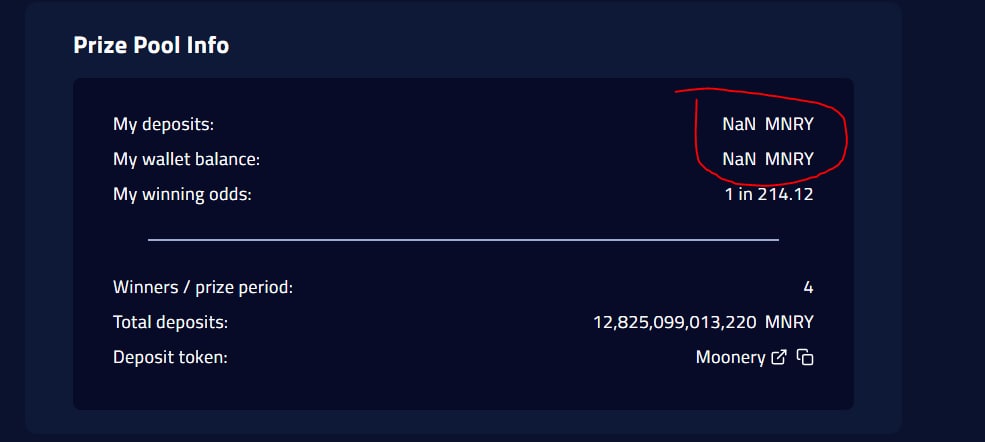 Prize Pool Info
My deposits: NaN MNRY
My wallet balance: NaN MNRY
My winning odds: 1 in 214.12
Winners / prize period: 4
Total deposits: 12,825,099,013,220 MNRY
Deposit token: Moonery